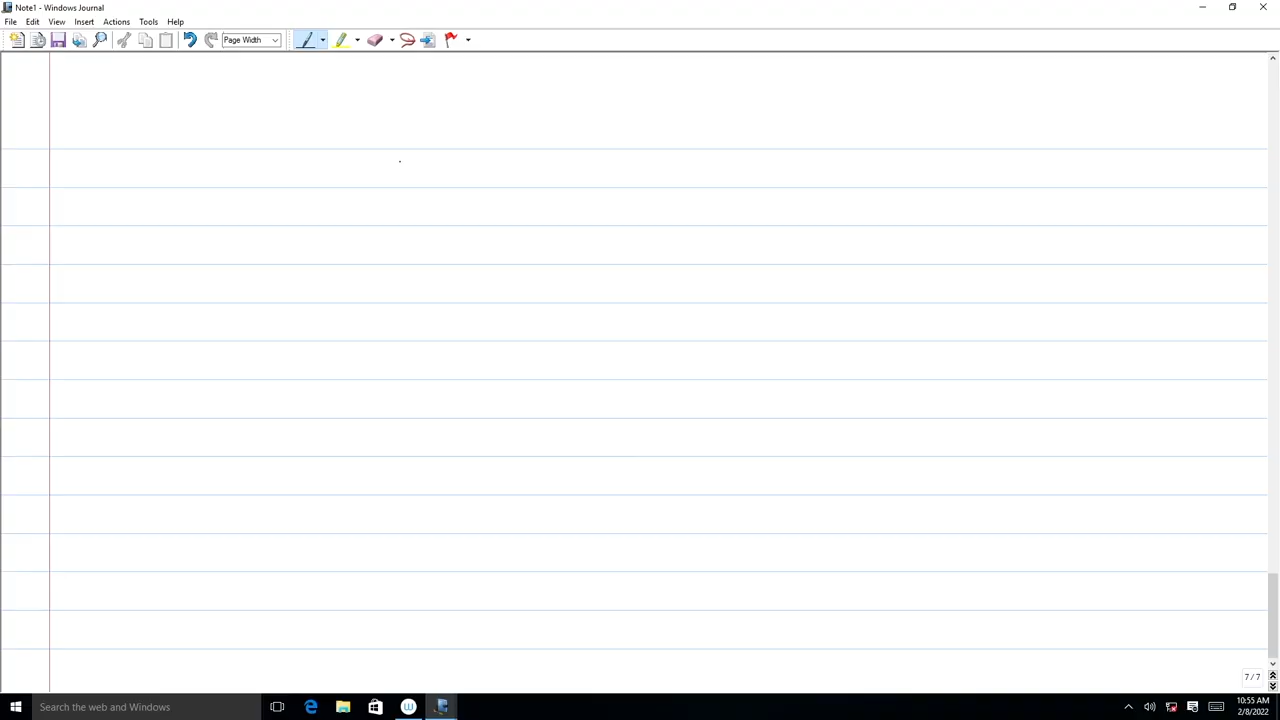 Note1 - Windows Journal
File Edit View Insert Actions Tools Help
Page Width
7 / 7
Search the web and Windows
10:55 AM
2/8/2022